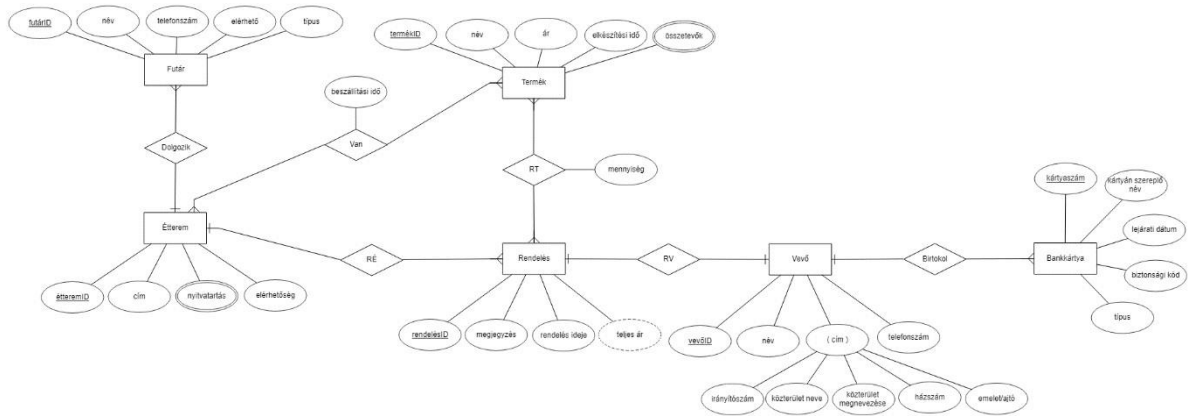 futárID
név
telefonszám
elérhető
típus
Futár
termékID
név
ár
elkészítési idő
összetevők
Termék
beszállítási idő
Dolgozik
Van
RT
mennyiség
Étterem
RÉ
Rendelés
RV
Vevő
Birtokol
Bankkártya
kártyaszám
kártyán szereplő
név
lejárati dátum
biztonsági kód
típus
étteremID
cím
nyitvatartás
elérhetőség
rendelésID
megjegyzés
rendelés ideje
teljes ár
vevőID
név
( cím )
telefonszám
irányítószám
közterület neve
közterület
megnevezése
házszám
emelet/ajtó